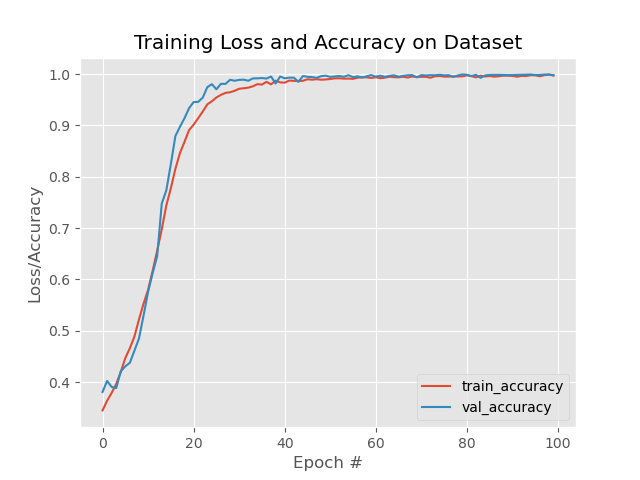 Training Loss and Accuracy on Dataset
Loss/Accuracy
1.0
0.9
0.8
0.7
0.6
0.5
0.4
train_accuracy
val_accuracy
0 20 40 60 80 100
Epoch #